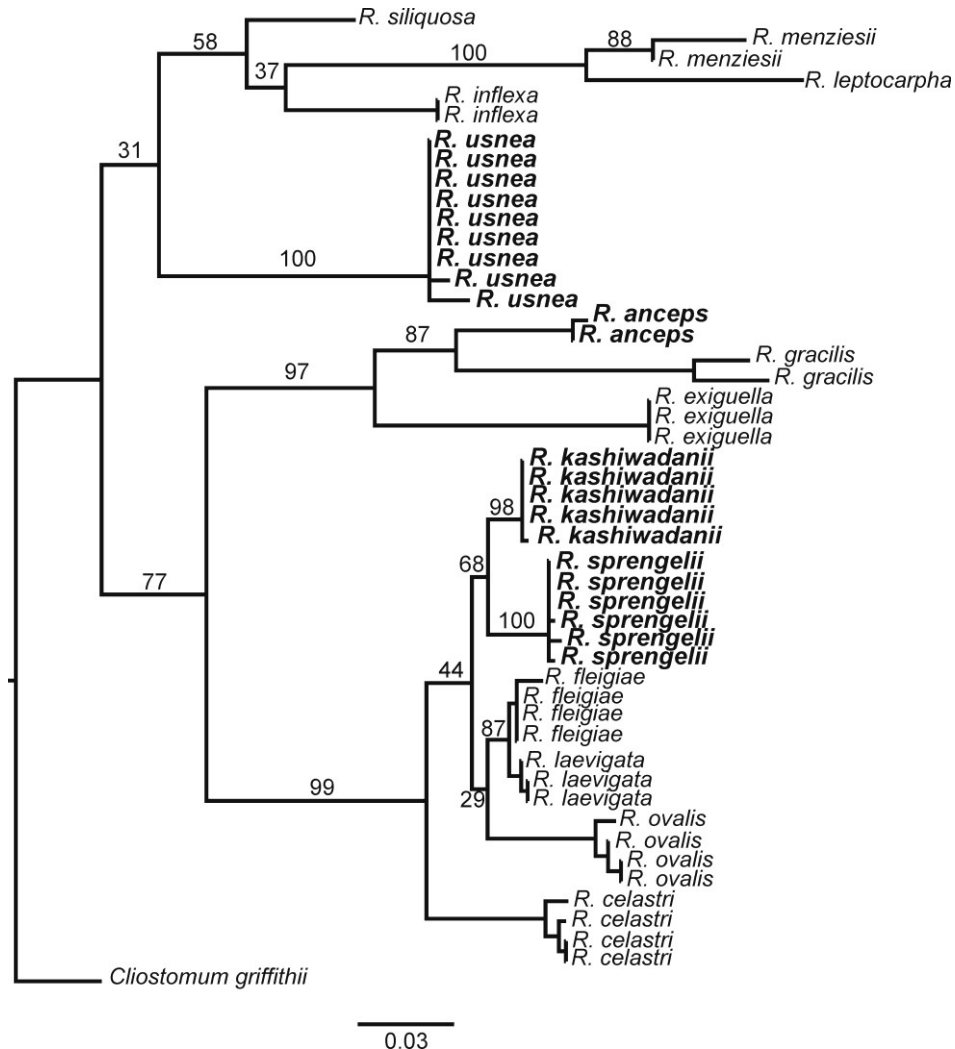 R. siliquosa
58
88
R. menziesii
R. menziesii
100
37
R. leptocarpha
R. inflexa
R. inflexa
31
R. usnea
R. usnea
R. usnea
R. usnea
R. usnea
R. usnea
R. usnea
100
R. usnea
R. usnea
R. anceps
R. anceps
87
R. gracilis
R. gracilis
97
R. exiguella
R. exiguella
R. exiguella
R. kashiwadanii
R. kashiwadanii
R. kashiwadanii
R. kashiwadanii
R. kashiwadanii
98
68
R. sprengelii
R. sprengelii
R. sprengelii
R. sprengelii
R. sprengelii
R. sprengelii
77
100
44
R. fleigiae
R. fleigiae
R. fleigiae
R. fleigiae
87
R. laevigata
R. laevigata
R. laevigata
99
29
R. ovalis
R. ovalis
R. ovalis
R. ovalis
R. celastri
R. celastri
R. celastri
R. celastri
Cliostomum griffithii
0.03